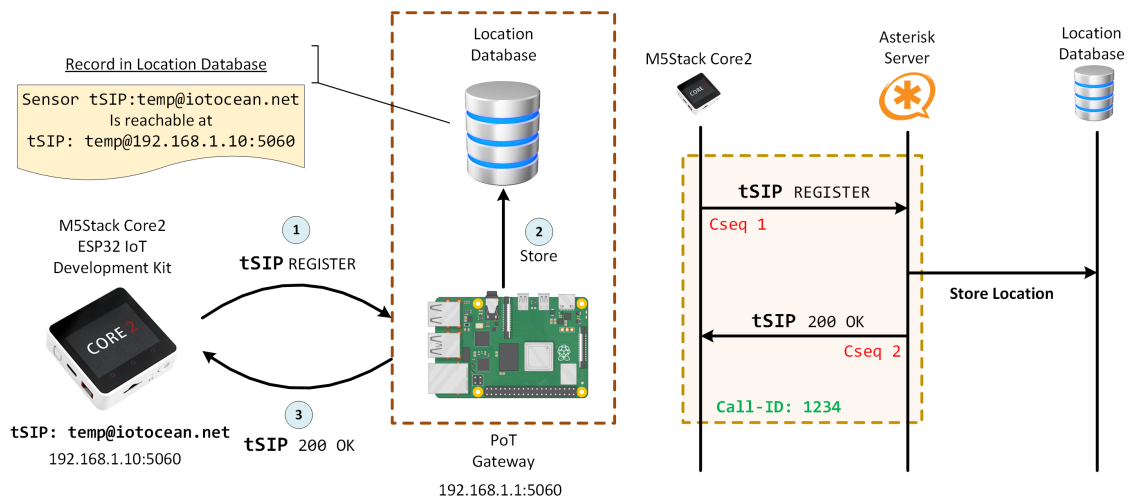 Record in Location Database
Sensor tSIP:temp@iotocean.net
Is reachable at
tSIP: temp@192.168.1.10:5060
Location
Database
M5Stack Core2
ESP32 IoT
Development Kit
1
tSIP REGISTER
2
Store
CORE 2
3
tSIP 200 OK
tSIP: temp@iotocean.net
192.168.1.10:5060
PoT
Gateway
192.168.1.1:5060
M5Stack Core2
CORE
Asterisk
Server
Location
Database
tSIP REGISTER
Cseq 1
Store Location
tSIP 200 OK
Cseq 2
Call-ID: 1234